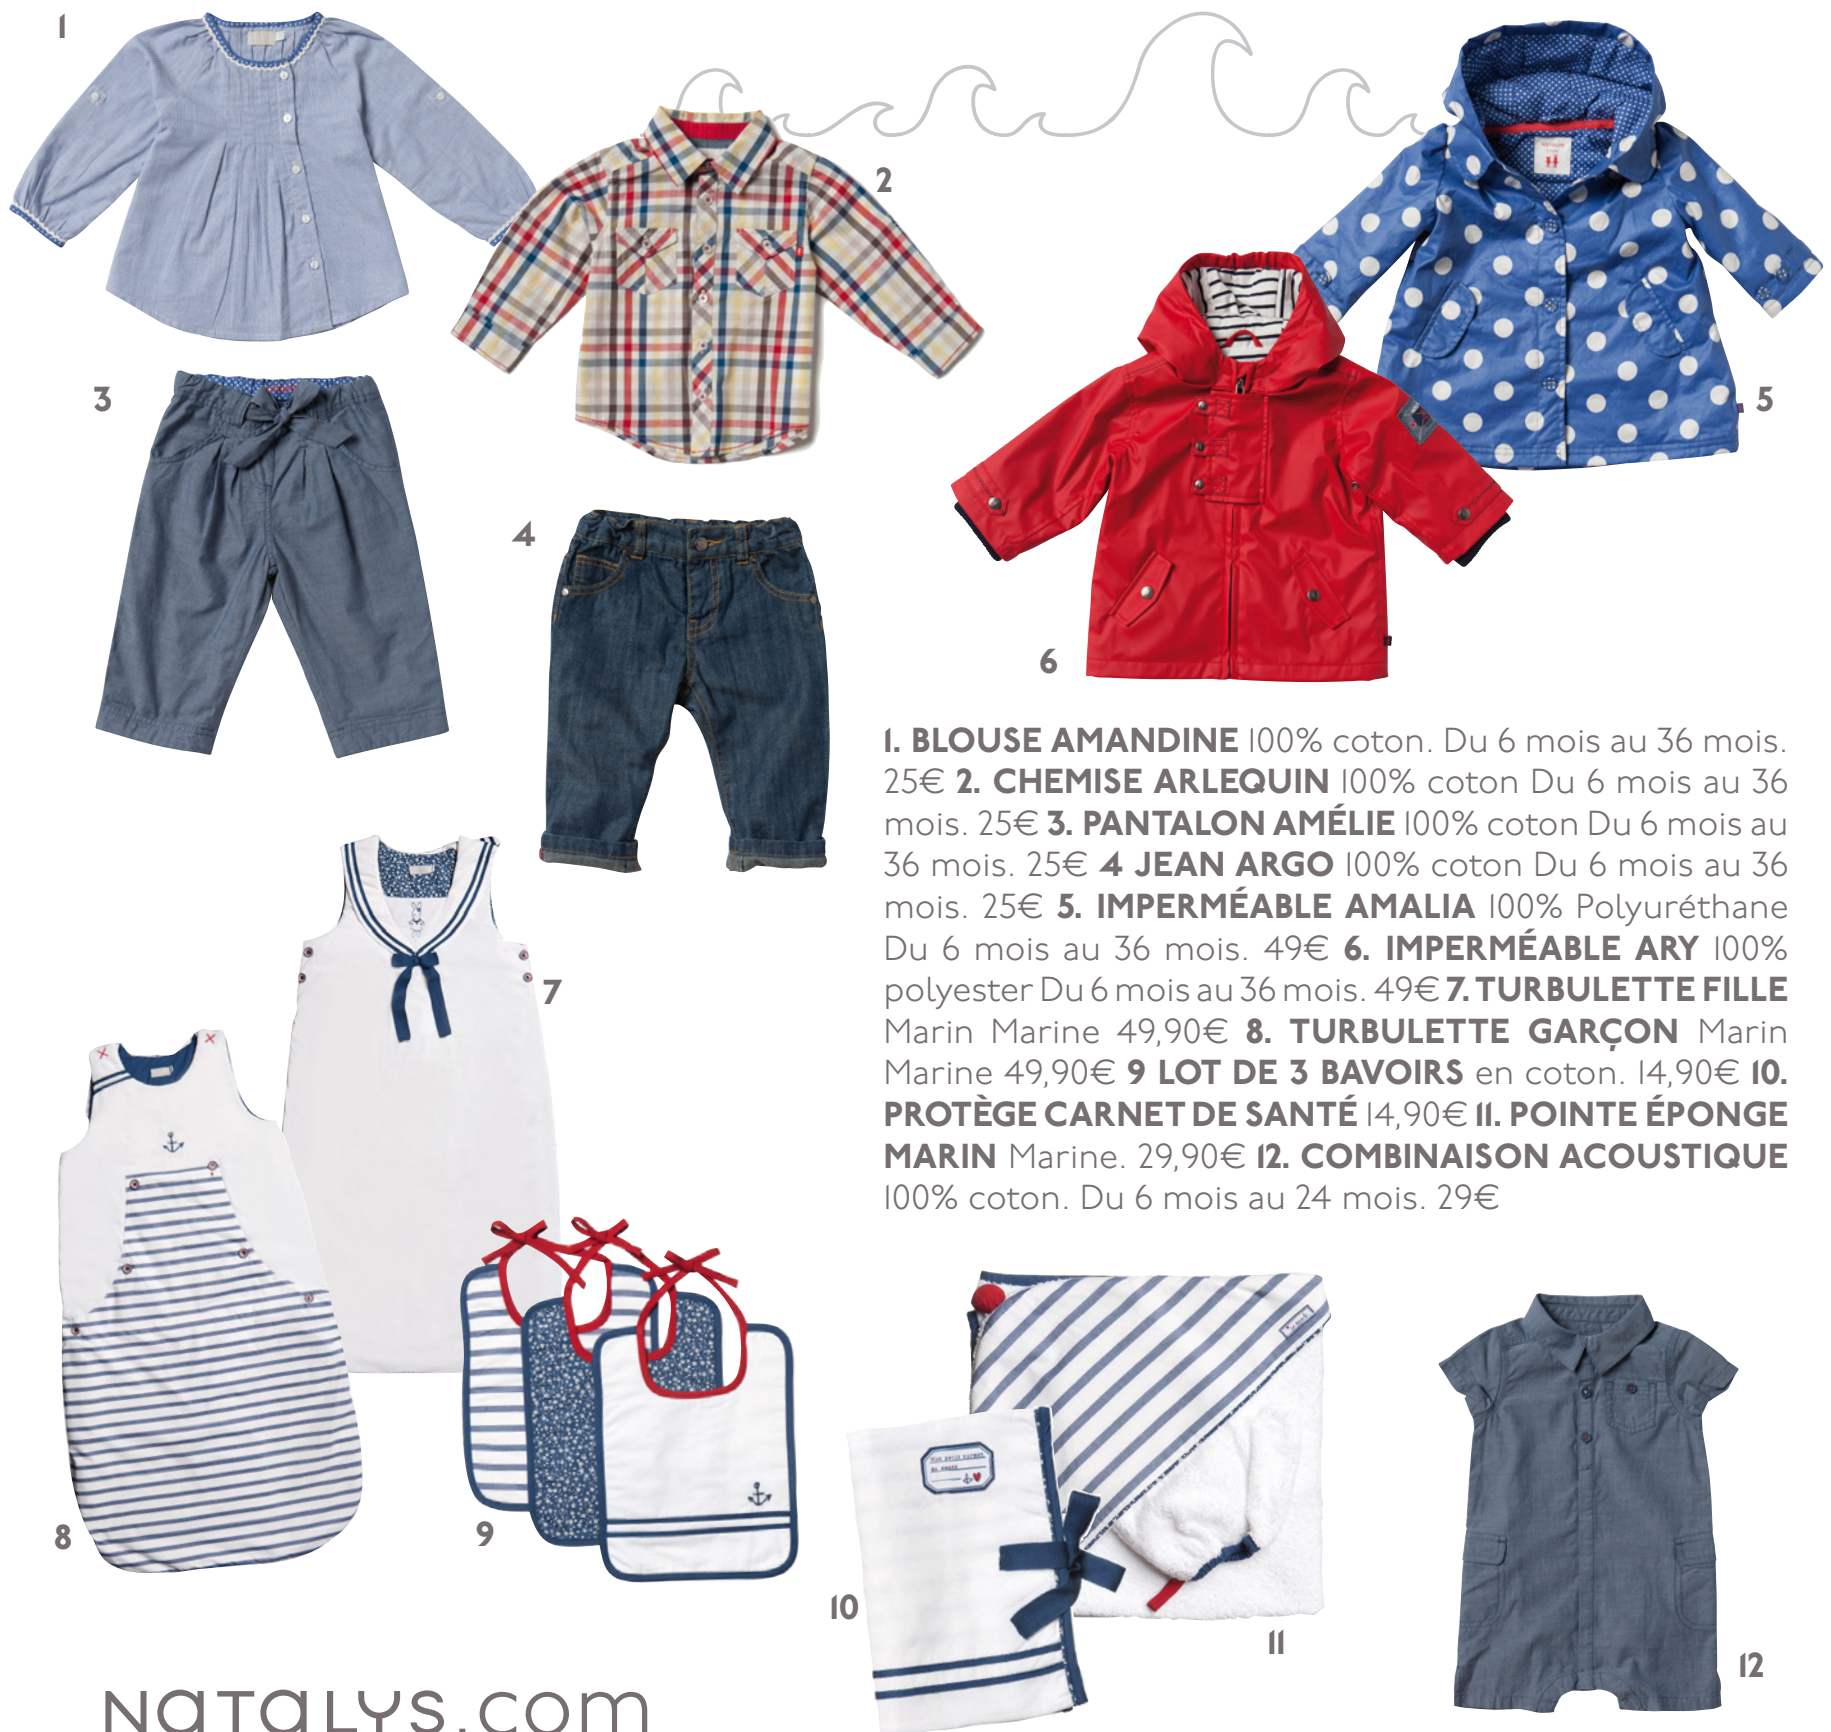 1
2
3
4
5
6
1. BLOUSE AMANDINE 100% coton. Du 6 mois au 36 mois.
25€ 2. CHEMISE ARLEQUIN 100% coton Du 6 mois au 36
mois. 25€ 3. PANTALON AMÉLIE 100% coton Du 6 mois au
36 mois. 25€ 4 JEAN ARGO 100% coton Du 6 mois au 36
mois. 25€ 5. IMPERMÉABLE AMALIA 100% Polyuréthane
Du 6 mois au 36 mois. 49€ 6. IMPERMÉABLE ARY 100%
polyester Du 6 mois au 36 mois. 49€ 7. TURBULETTE FILLE
Marin Marine 49,90€ 8. TURBULETTE GARÇON Marin
Marine 49,90€ 9 LOT DE 3 BAVOIRS en coton. 14,90€ 10.
PROTÈGE CARNET DE SANTÉ 14,90€ 11. POINTE ÉPONGE
MARIN Marine. 29,90€ 12. COMBINAISON ACOUSTIQUE
100% coton. Du 6 mois au 24 mois. 29€
7
8
9
Mon petit carnet
de santé
10
11
12
NATALYS.com